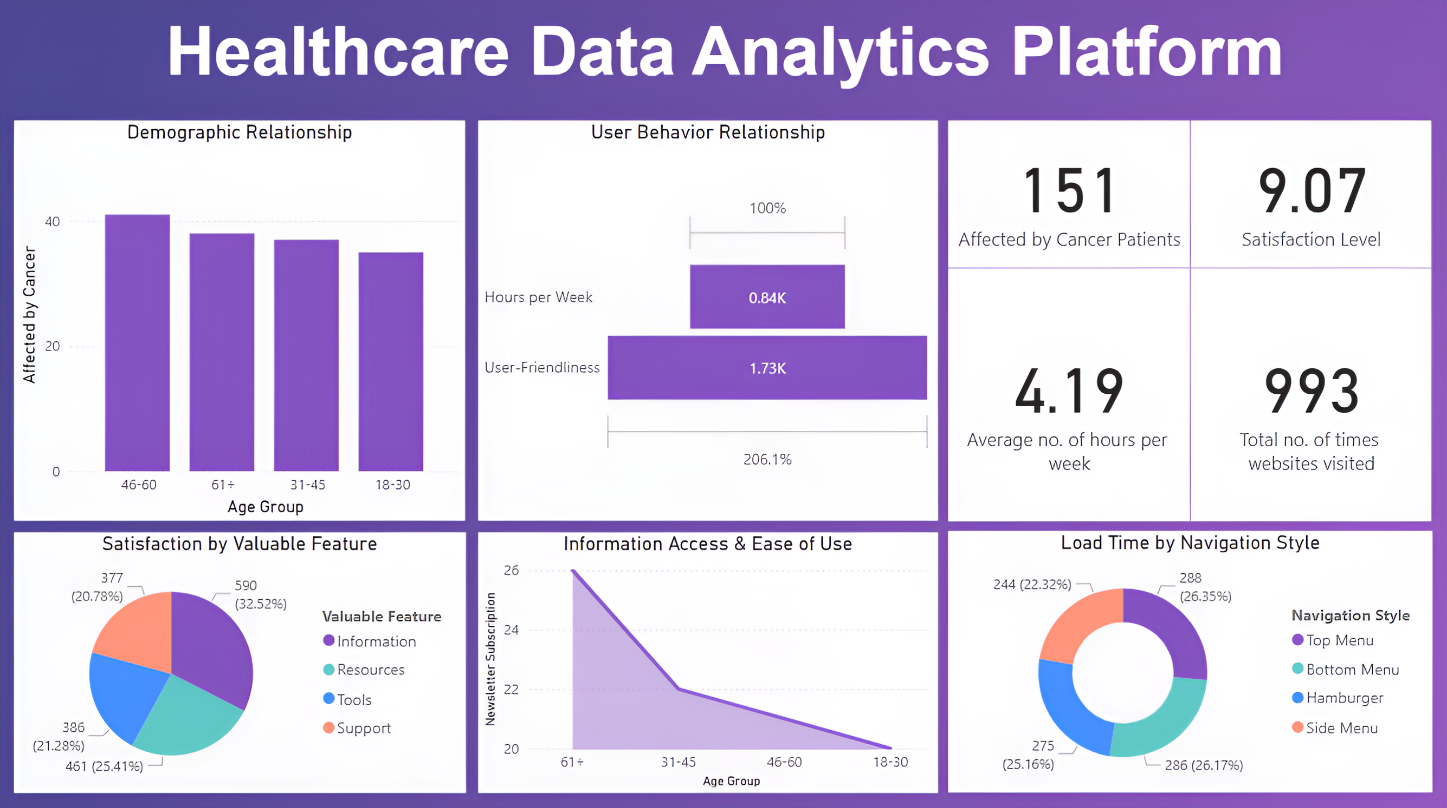 Healthcare Data Analytics Platform
Demographic Relationship
Affected by Cancer
40
20
0
46-60
61÷
31-45
18-30
Age Group
User Behavior Relationship
100%
Hours per Week
0.84K
User-Friendliness
1.73K
206.1%
151
Affected by Cancer Patients
9.07
Satisfaction Level
4.19
Average no. of hours per
week
993
Total no. of times
websites visited
Satisfaction by Valuable Feature
377
(20.78%)
590
(32.52%)
386
(21.28%)
461 (25.41%)
Valuable Feature
Information
Resources
Tools
Support
Information Access & Ease of Use
Newsletter Subscription
26
24
22
20
61÷
31-45
46-60
18-30
Age Group
Load Time by Navigation Style
244 (22.32%)
288
(26.35%)
275
(25.16%)
286 (26.17%)
Navigation Style
Top Menu
Bottom Menu
Hamburger
Side Menu